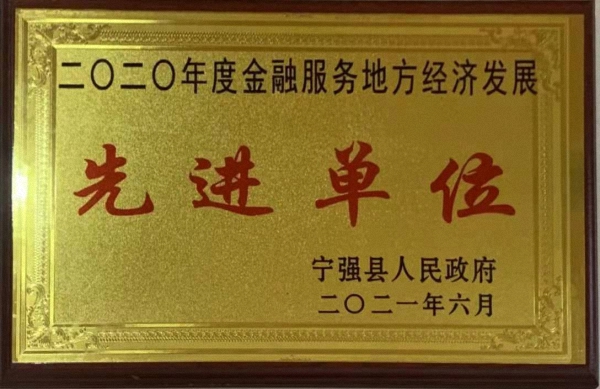 二〇二〇年度金融服务地方经济发展
先进单位
宁强县人民政府
二〇二一年六月